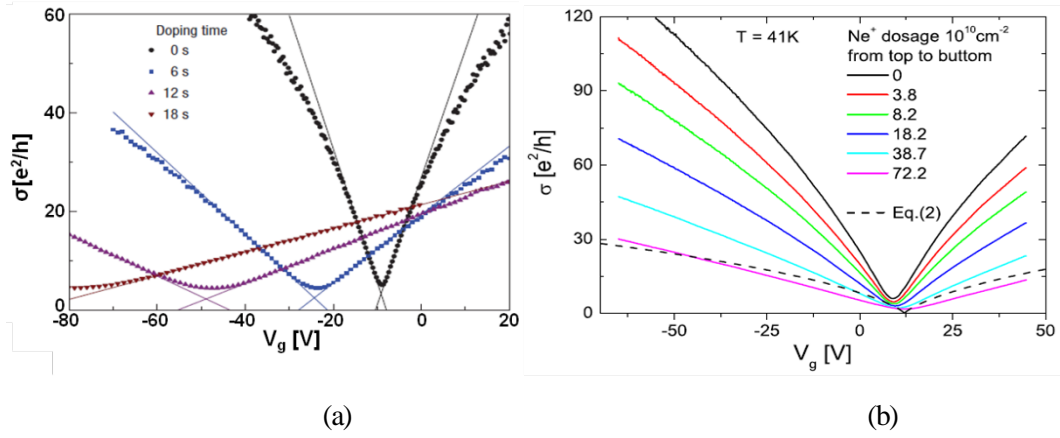 Doping time
0 s
6 s
12 s
18 s
σ[e²/h]
60
40
20
0
-80
-60
-40
-20
0
20
V_g [V]
(a)
T = 41K
Ne⁺ dosage 10¹⁰cm⁻²
from top to buttom
0
3.8
8.2
18.2
38.7
72.2
Eq.(2)
σ [e²/h]
120
90
60
30
0
-50
-25
0
25
50
V_g [V]
(b)